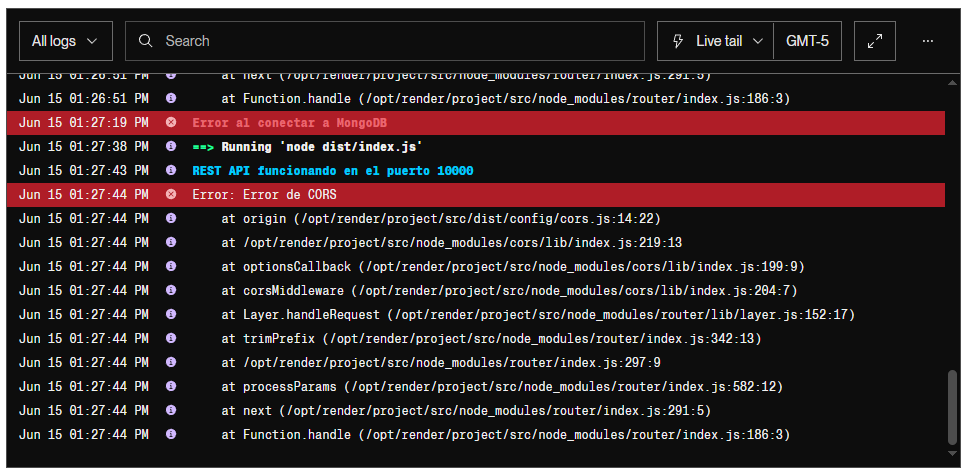 All logs
Search
Live tail
GMT-5
...
Jun 15 01:26:51 PM at next (/opt/render/project/src/node_modules/router/index.js:291:5)
Jun 15 01:26:51 PM at Function.handle (/opt/render/project/src/node_modules/router/index.js:186:3)
Jun 15 01:27:19 PM Error al conectar a MongoDB
Jun 15 01:27:38 PM ==> Running 'node dist/index.js'
Jun 15 01:27:43 PM REST API funcionando en el puerto 10000
Jun 15 01:27:44 PM Error: Error de CORS
Jun 15 01:27:44 PM at origin (/opt/render/project/src/dist/config/cors.js:14:22)
Jun 15 01:27:44 PM at /opt/render/project/src/node_modules/cors/lib/index.js:219:13
Jun 15 01:27:44 PM at optionsCallback (/opt/render/project/src/node_modules/cors/lib/index.js:199:9)
Jun 15 01:27:44 PM at corsMiddleware (/opt/render/project/src/node_modules/cors/lib/index.js:204:7)
Jun 15 01:27:44 PM at Layer.handleRequest (/opt/render/project/src/node_modules/router/lib/layer.js:152:17)
Jun 15 01:27:44 PM at trimPrefix (/opt/render/project/src/node_modules/router/index.js:342:13)
Jun 15 01:27:44 PM at /opt/render/project/src/node_modules/router/index.js:297:9
Jun 15 01:27:44 PM at processParams (/opt/render/project/src/node_modules/router/index.js:582:12)
Jun 15 01:27:44 PM at next (/opt/render/project/src/node_modules/router/index.js:291:5)
Jun 15 01:27:44 PM at Function.handle (/opt/render/project/src/node_modules/router/index.js:186:3)